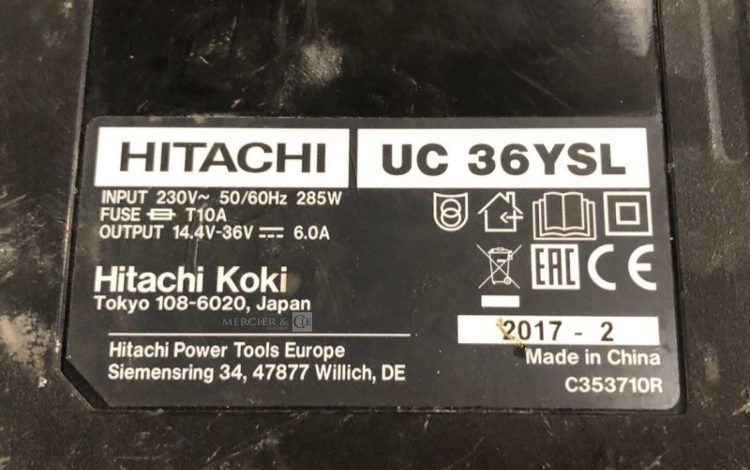 HITACHI
UC 36YSL
INPUT 230V~ 50/60Hz 285W
FUSE T10A
OUTPUT 14.4V-36V ⎓ 6.0A
Hitachi Koki
Tokyo 108-6020, Japan
MERCIER & CIE
EAC CE
2017 - 2
Hitachi Power Tools Europe
Siemensring 34, 47877 Willich, DE
Made in China
C353710R